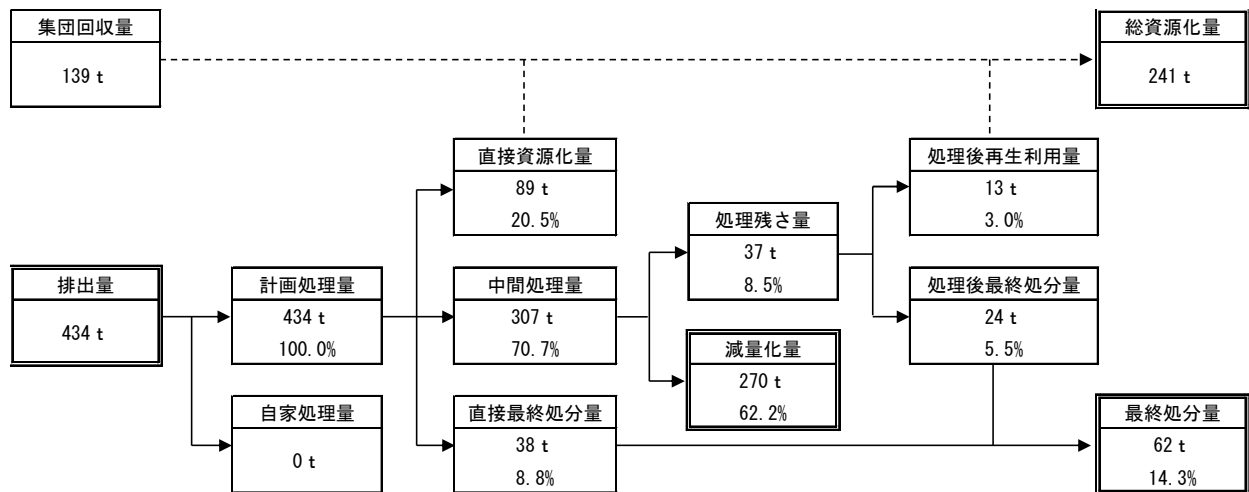 集団回収量
139 t
総資源化量
241 t
直接資源化量
89 t
20.5%
処理後再生利用量
13 t
3.0%
処理残さ量
37 t
8.5%
排出量
434 t
計画処理量
434 t
100.0%
中間処理量
307 t
70.7%
処理後最終処分量
24 t
5.5%
減量化量
270 t
62.2%
自家処理量
0 t
直接最終処分量
38 t
8.8%
最終処分量
62 t
14.3%